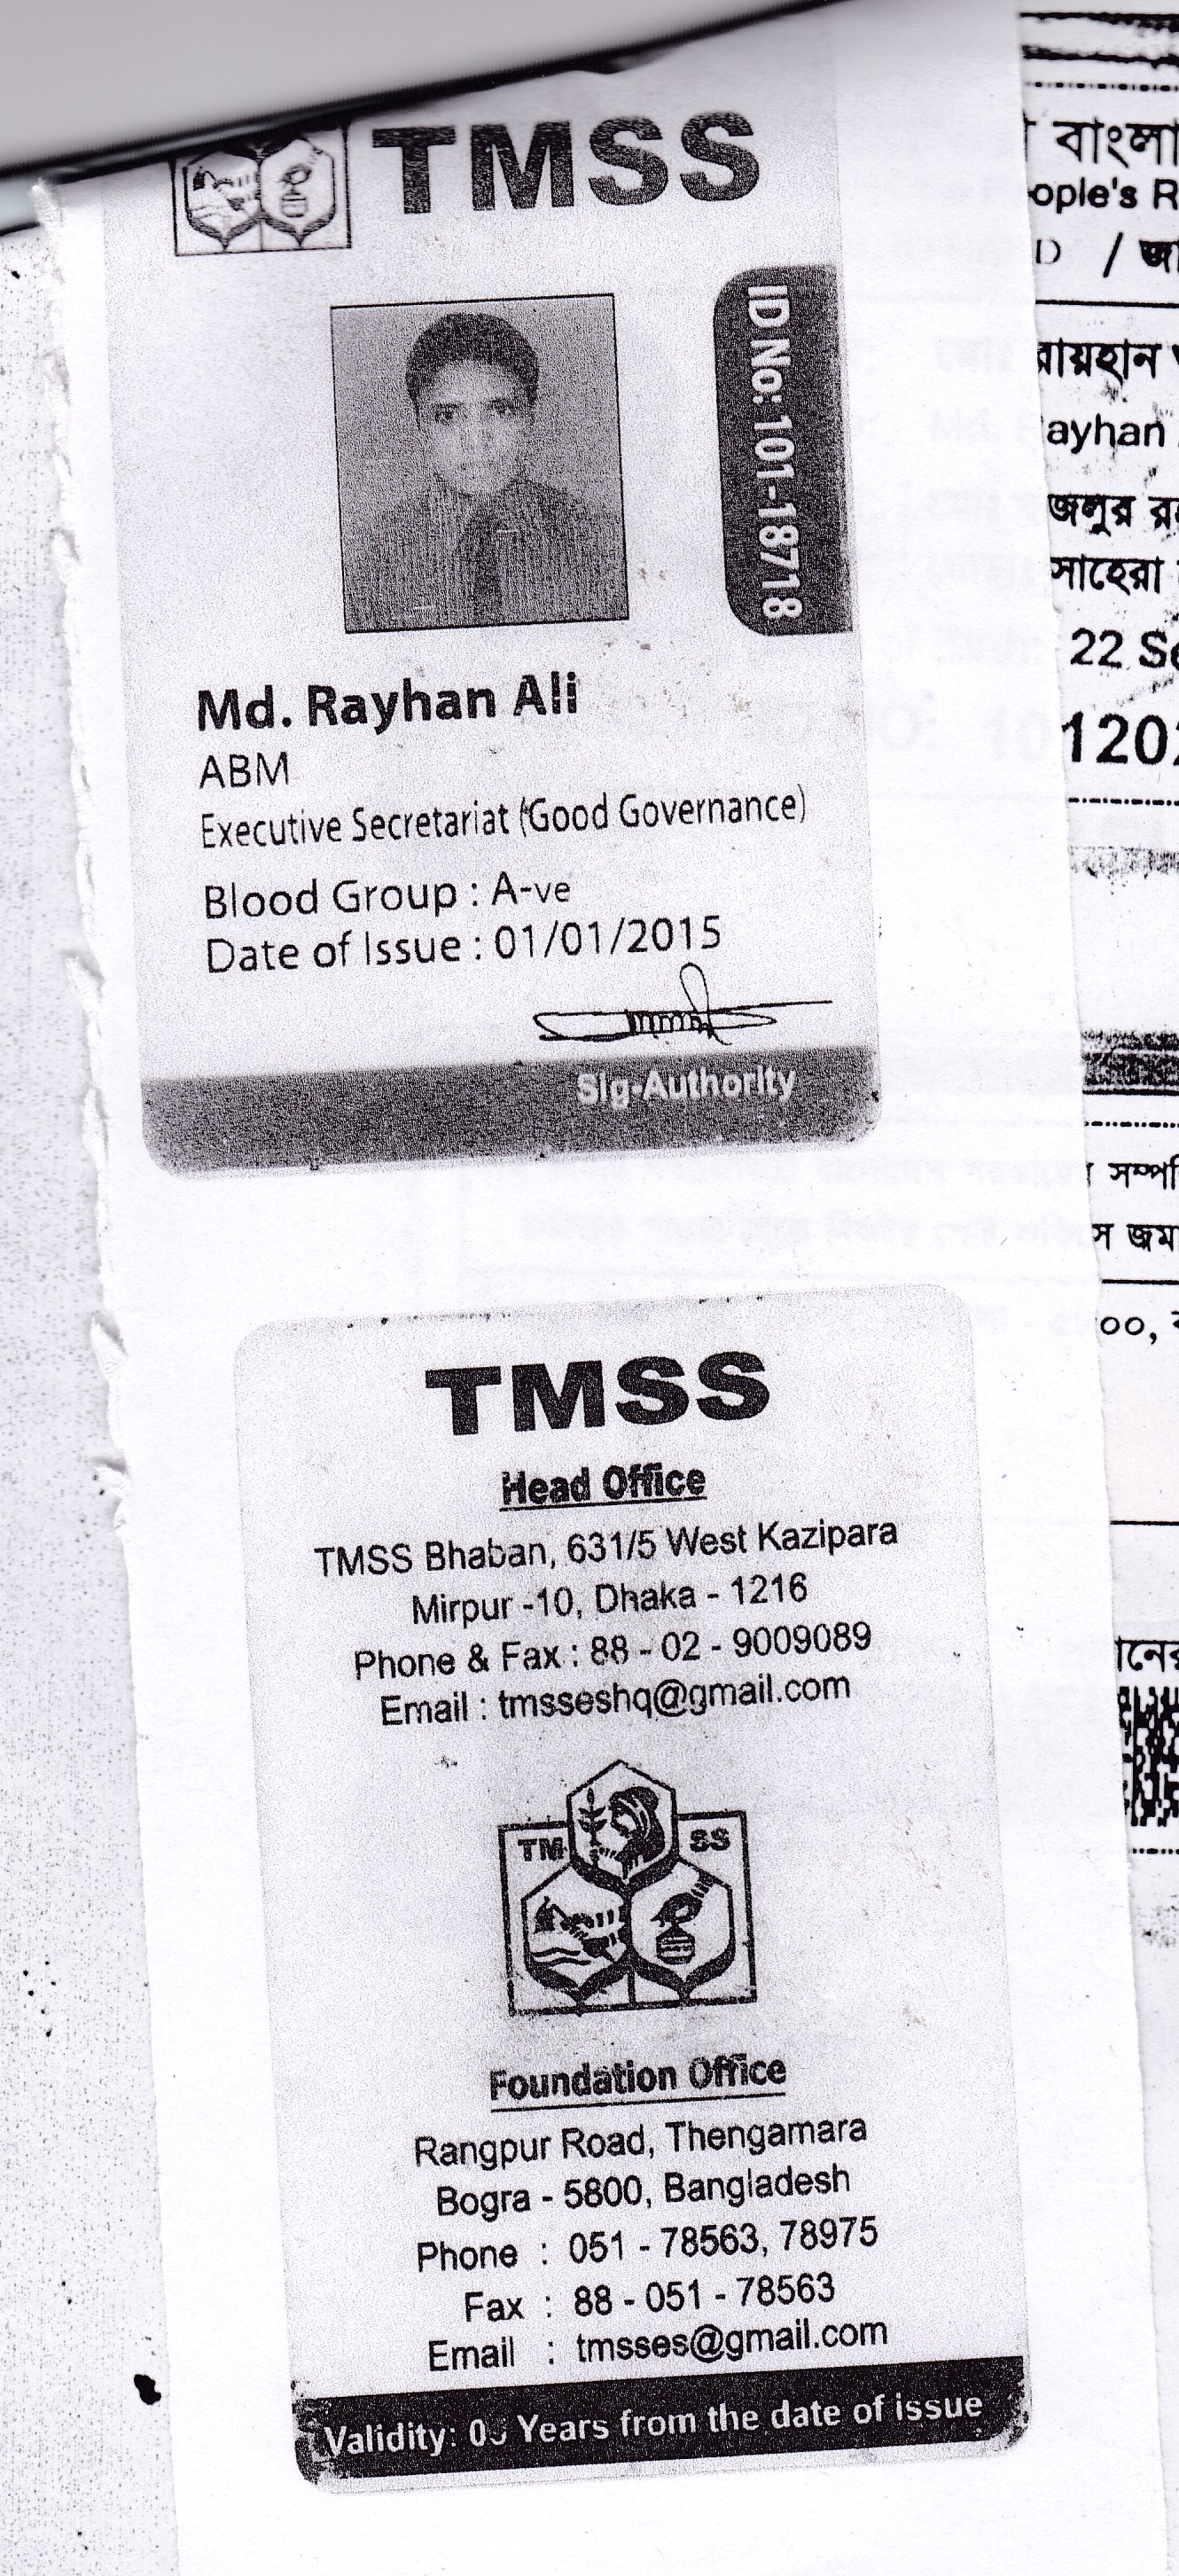 TMSS
ID No: 101-18718
Md. Rayhan Ali
ABM
Executive Secretariat (Good Governance)
Blood Group : A-ve
Date of Issue : 01/01/2015
Sig-Authority
TMSS
Head Office
TMSS Bhaban, 631/5 West Kazipara
Mirpur -10, Dhaka - 1216
Phone & Fax : 88 - 02 - 9009089
Email : tmsseshq@gmail.com
TM SS
Foundation Office
Rangpur Road, Thengamara
Bogra - 5800, Bangladesh
Phone : 051 - 78563, 78975
Fax : 88 - 051 - 78563
Email : tmsses@gmail.com
Validity: Years from the date of issue
বাংলা
ople's R
D / জা
রায়হান
ayhan
জলুর র
সাহেরা
22 Se
1202
সম্পত্তি
স জমা
০০,
নের